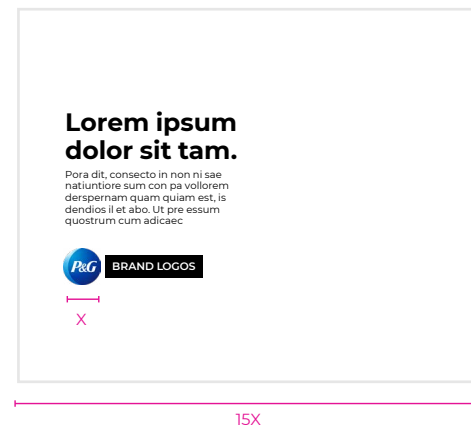 Lorem ipsum
dolor sit tam.
Pora dit, consecto in non ni sae
natiuntiore sum con pa vollorem
derspernam quam quiam est, is
dendios il et abo. Ut pre essum
quostrum cum adicaec
P&G
BRAND LOGOS
X
15X